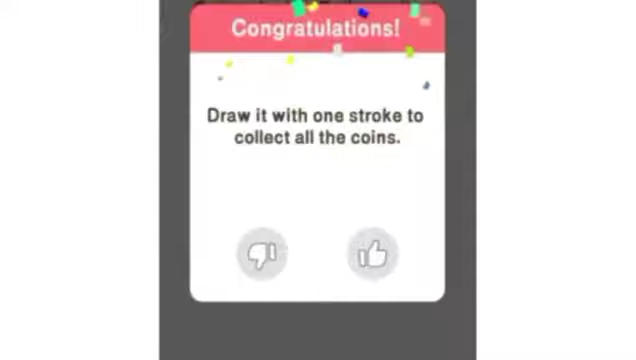 Congratulations!
Draw it with one stroke to
collect all the coins.